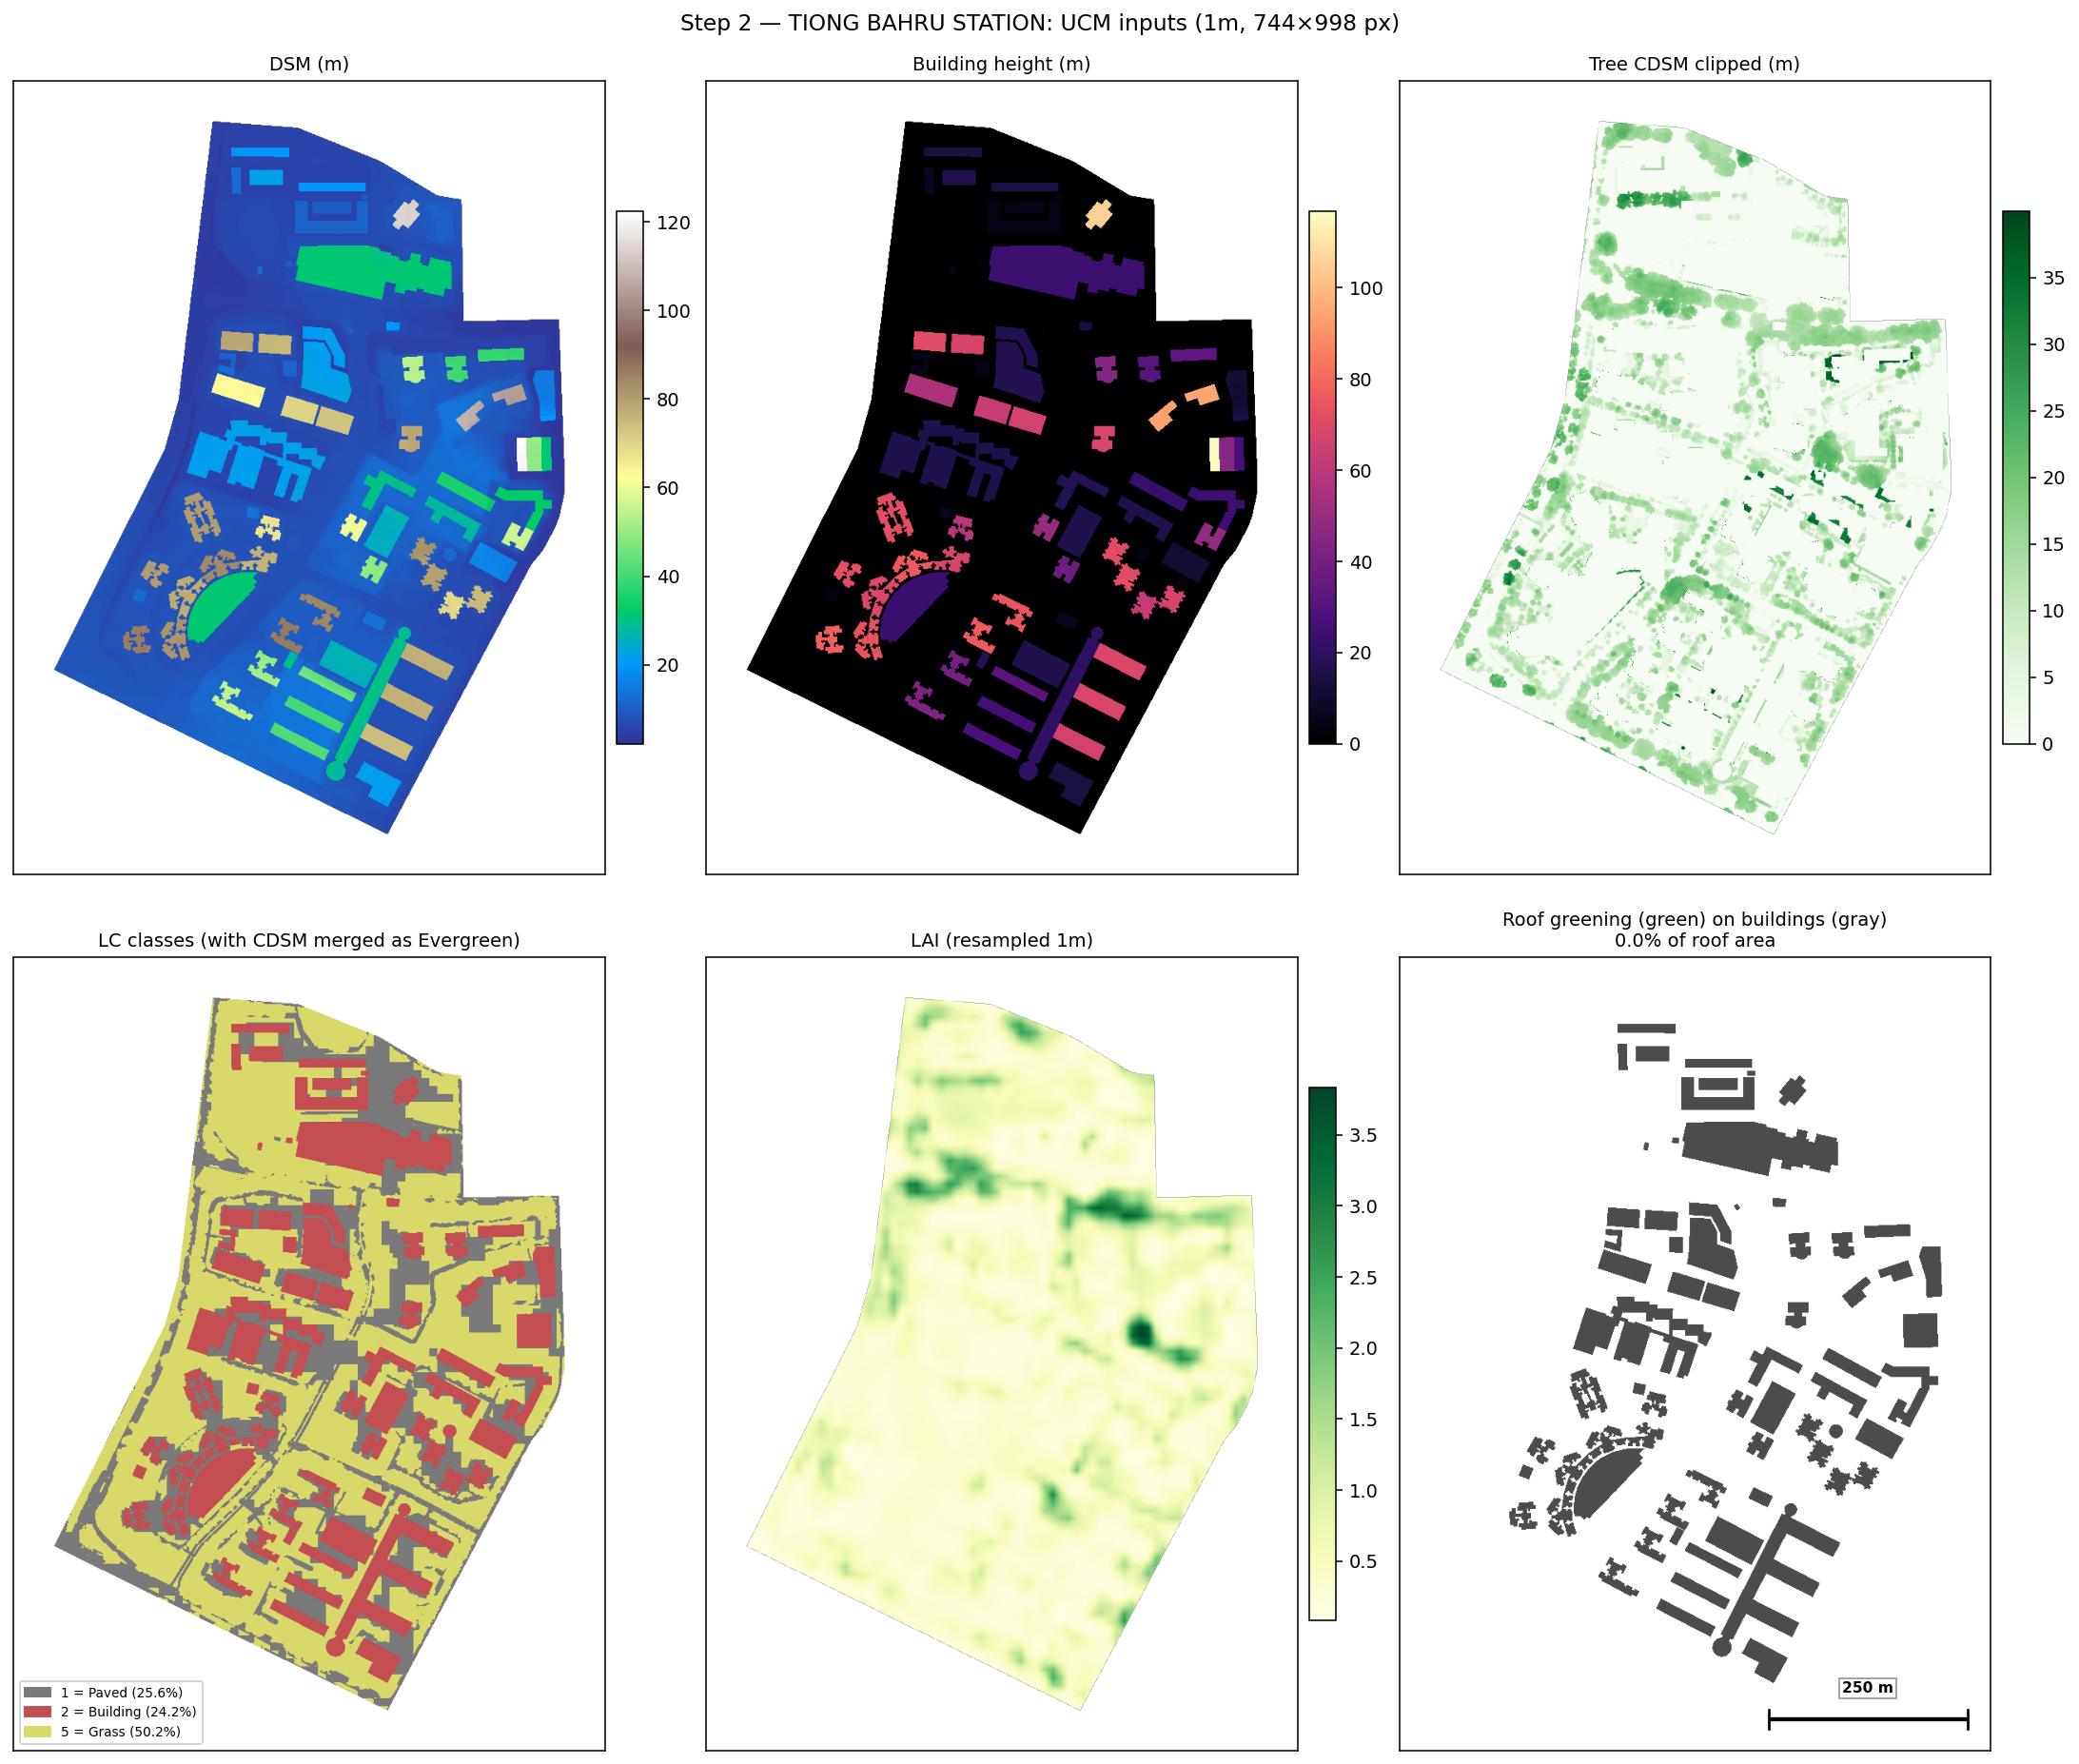 Step 2 — TIONG BAHRU STATION: UCM inputs (1m, 744×998 px)
DSM (m)
120
100
80
60
40
20
Building height (m)
100
80
60
40
20
0
Tree CDSM clipped (m)
35
30
25
20
15
10
5
0
LC classes (with CDSM merged as Evergreen)
1 = Paved (25.6%)
2 = Building (24.2%)
5 = Grass (50.2%)
LAI (resampled 1m)
3.5
3.0
2.5
2.0
1.5
1.0
0.5
Roof greening (green) on buildings (gray)
0.0% of roof area
250 m